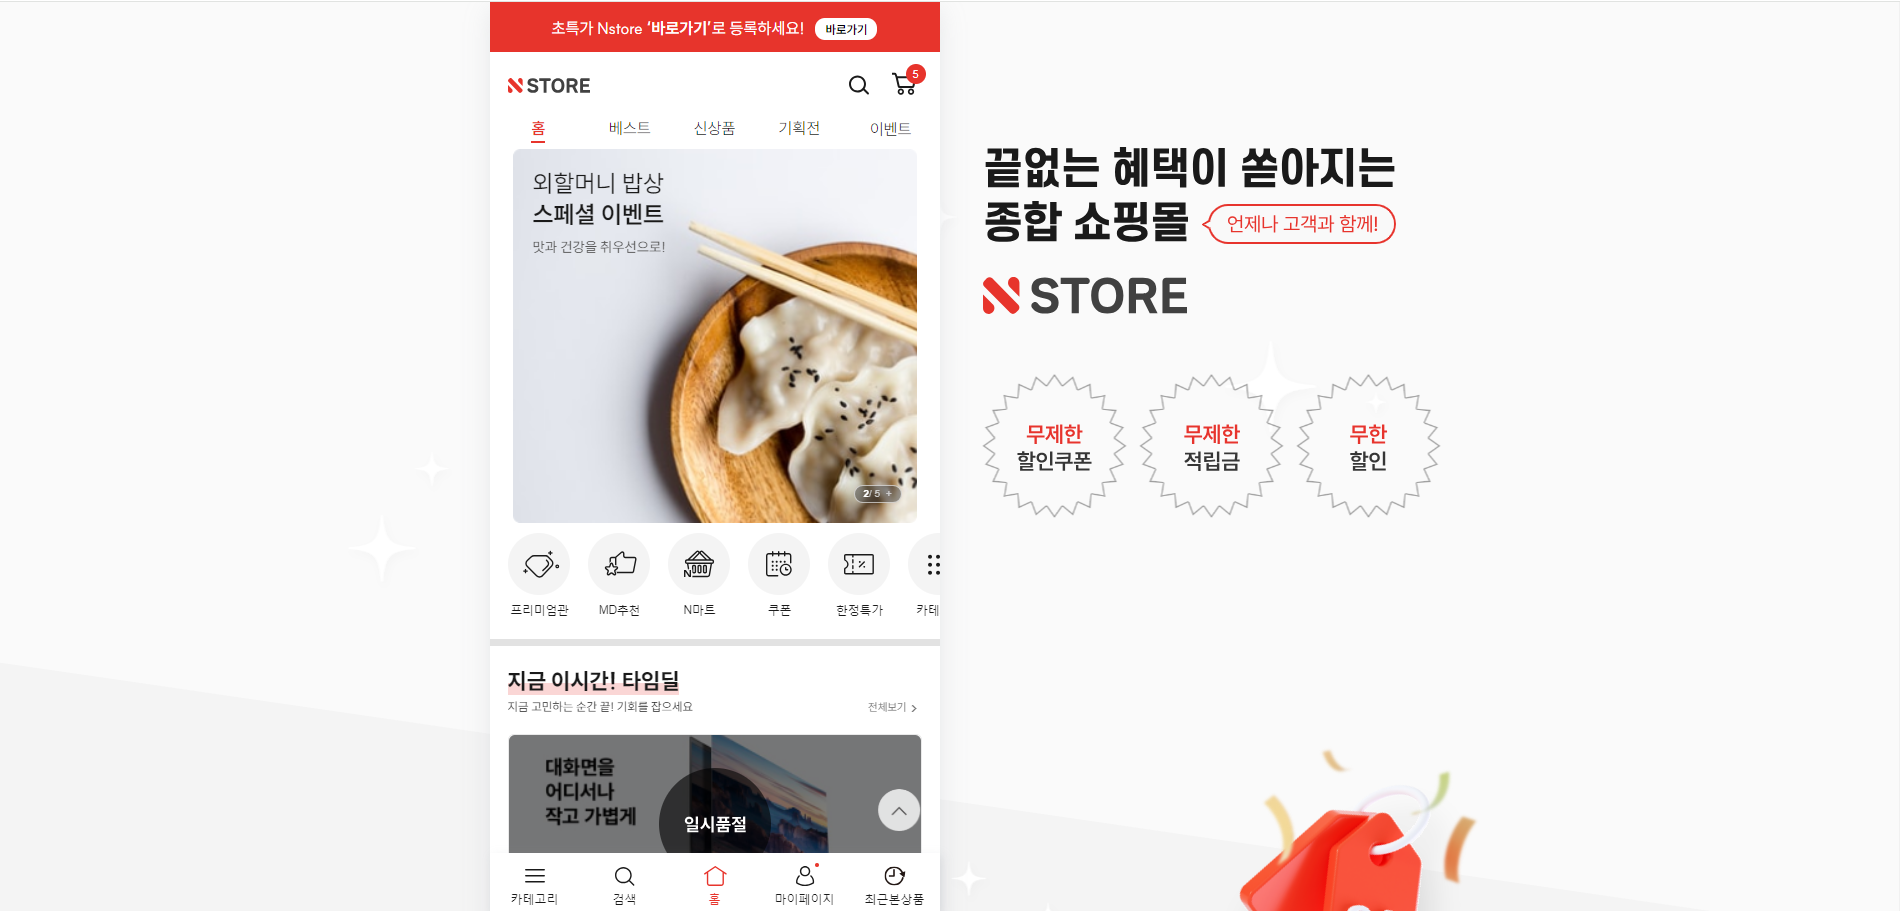 초특가 Nstore ‘바로가기’로 등록하세요! 바로가기
STORE
5
홈 베스트 신상품 기획전 이벤트
외할머니 밥상
스페셜 이벤트
맛과 건강을 취우선으로!
2/ 5 +
프리미엄관 MD추천 N마트 쿠폰 한정특가 카테
지금 이시간! 타임딜
지금 고민하는 순간 끝! 기회를 잡으세요
전체보기 >
대화면을
어디서나
작고 가볍게
일시품절
카테고리 검색 홈 마이페이지 최근본상품
끝없는 혜택이 쏟아지는
종합 쇼핑몰 언제나 고객과 함께!
N STORE
무제한
할인쿠폰
무제한
적립금
무한
할인